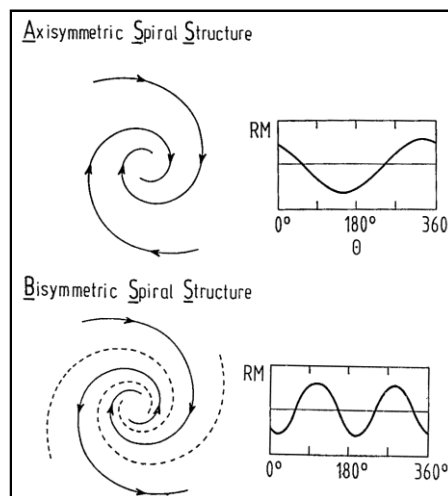 Axisymmetric Spiral Structure
RM
0° 180° 360°
Θ
Bisymmetric Spiral Structure
RM
0° 180° 360°